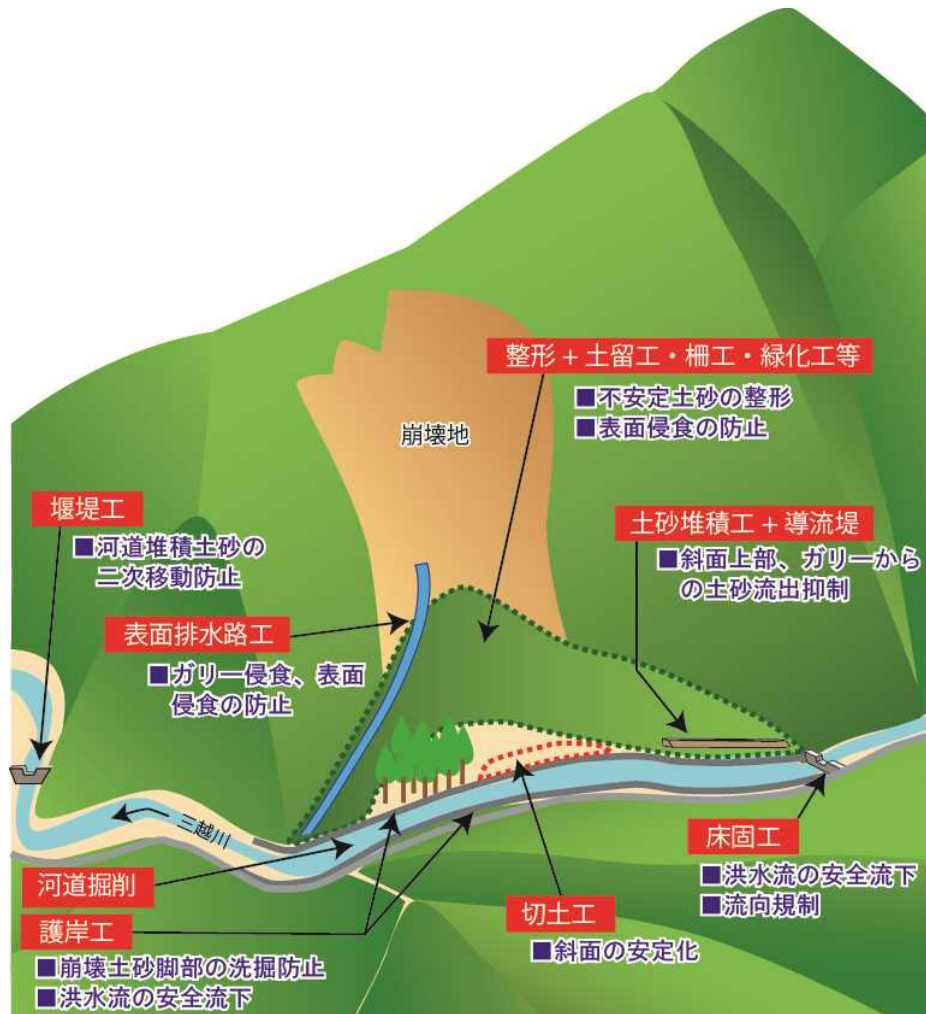 整形 + 土留工・柵工・緑化工等
■不安定土砂の整形
■表面侵食の防止
崩壊地
堰堤工
■河道堆積土砂の
二次移動防止
土砂堆積工 + 導流堤
■斜面上部、ガリーから
の土砂流出抑制
表面排水路工
■ガリー侵食、表面
侵食の防止
三越川
河道掘削
護岸工
■崩壊土砂脚部の洗掘防止
■洪水流の安全流下
切土工
■斜面の安定化
床固工
■洪水流の安全流下
■流向規制